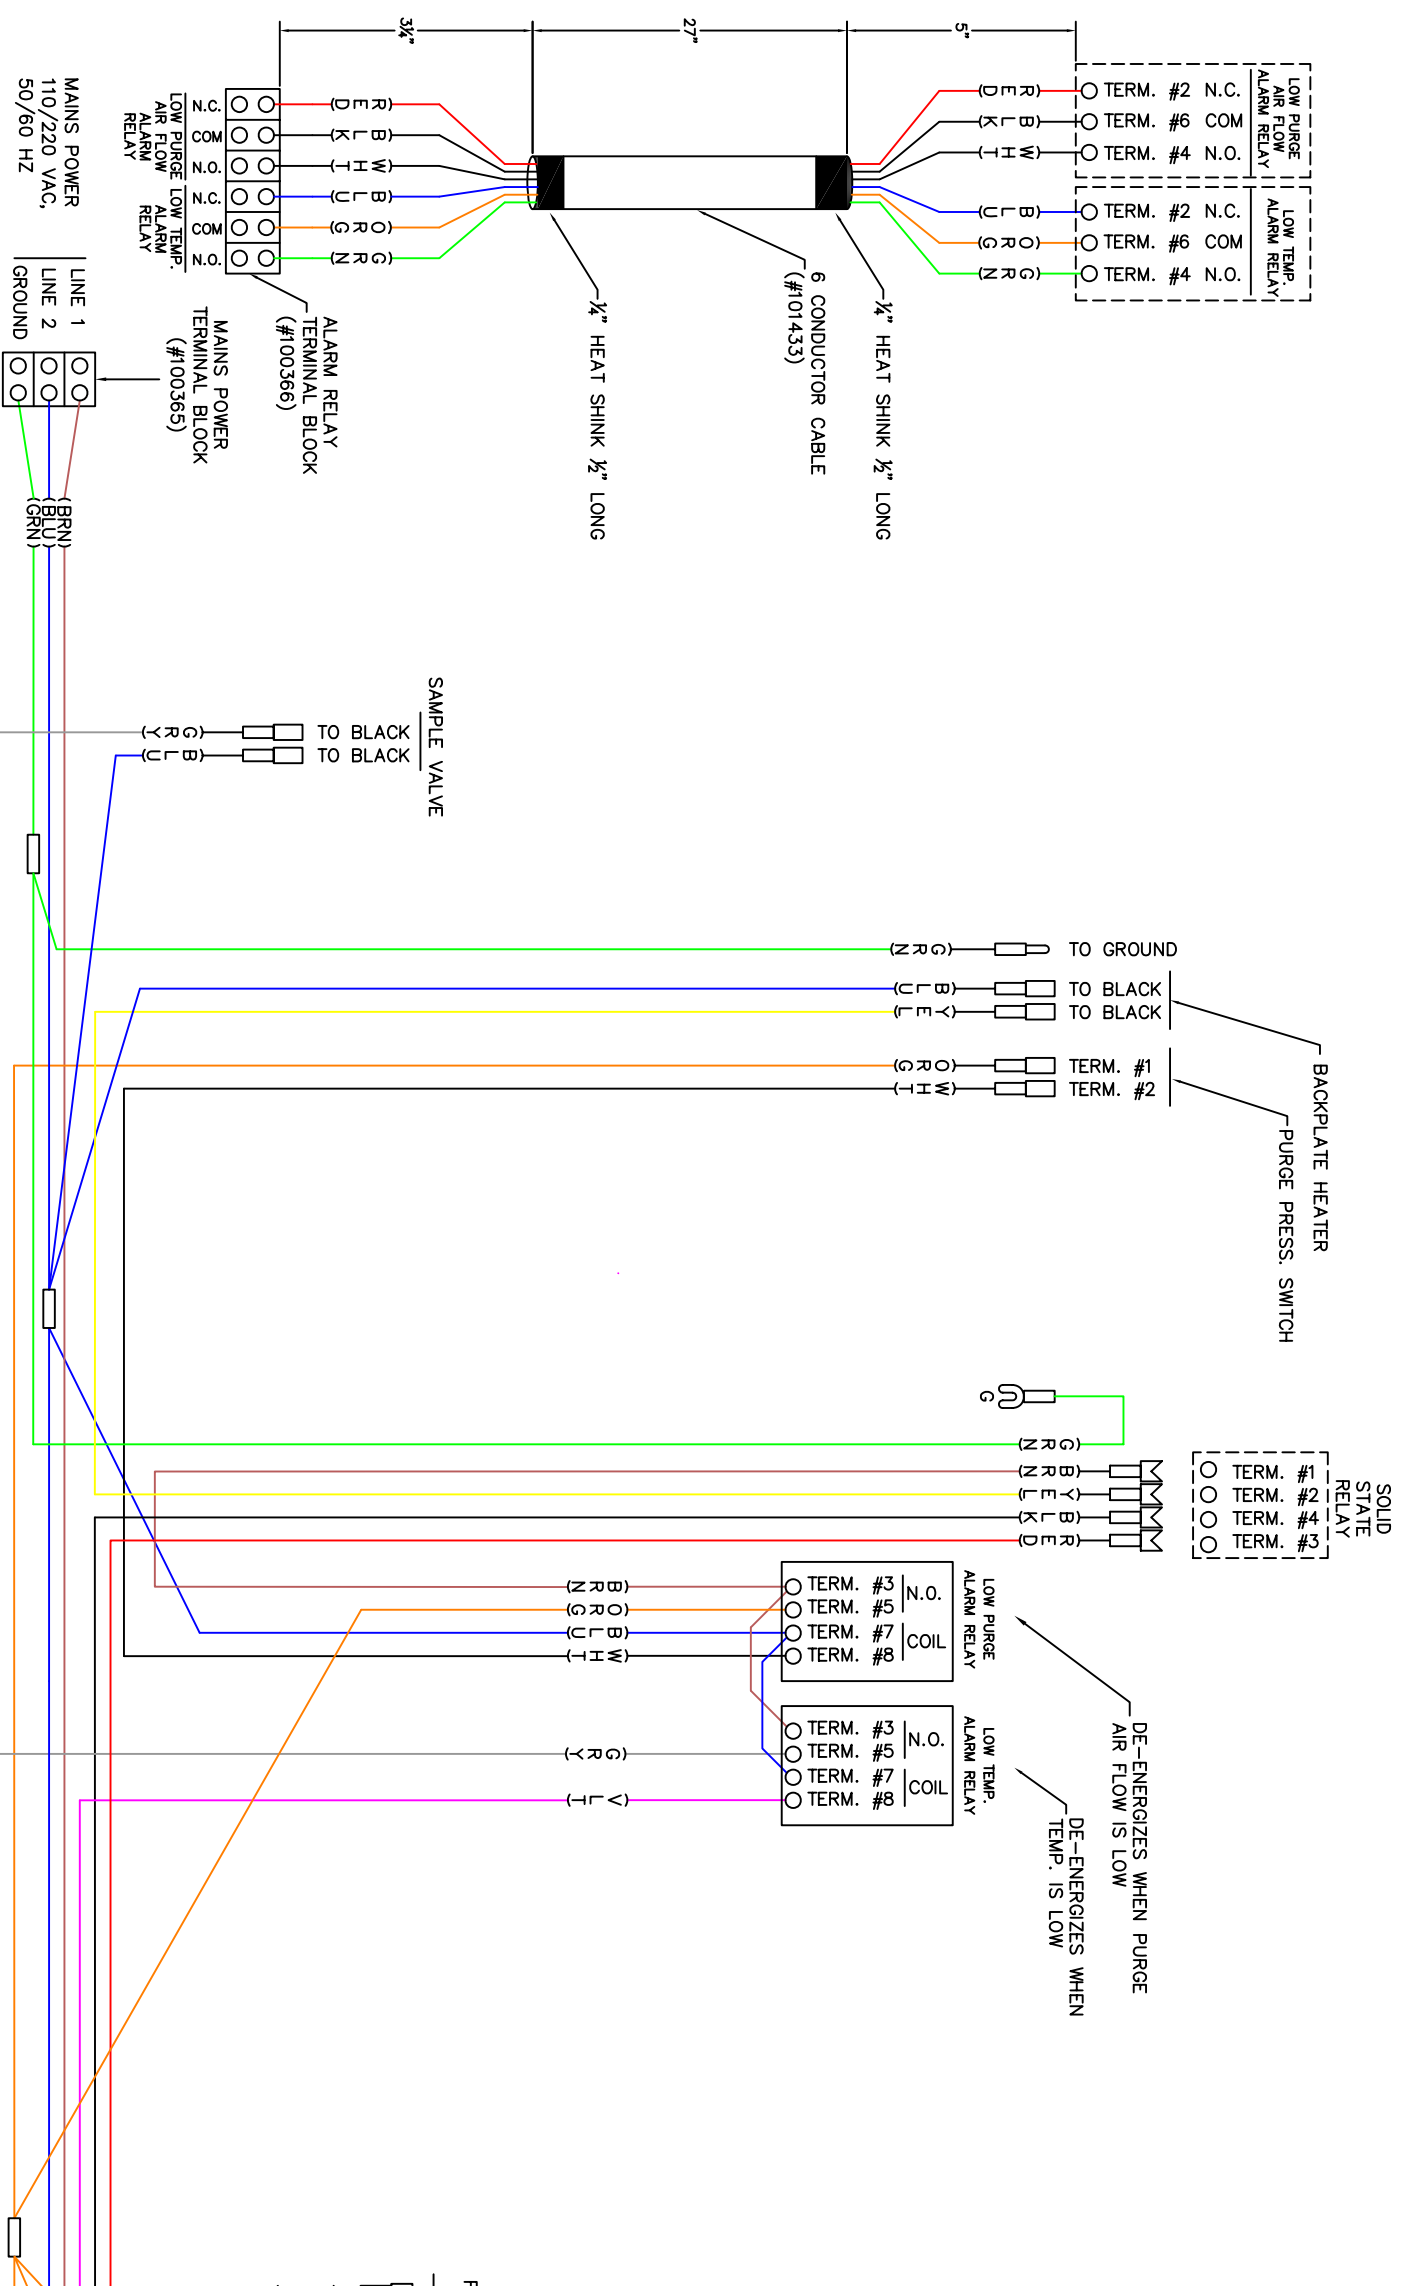 3¼"
27"
5"
LOW PURGE
AIR FLOW
ALARM RELAY
TERM. #2 N.C.
TERM. #6 COM
TERM. #4 N.O.
(RED)
(BLK)
(WHT)
LOW TEMP.
ALARM RELAY
TERM. #2 N.C.
TERM. #6 COM
TERM. #4 N.O.
(BLU)
(ORG)
(GRN)
(RED)
(BLK)
(WHT)
(BLU)
(ORG)
(GRN)
N.C.
COM
N.O.
N.C.
COM
N.O.
LOW PURGE
AIR FLOW
ALARM
RELAY
LOW TEMP.
ALARM
RELAY
¼" HEAT SHINK ½" LONG
6 CONDUCTOR CABLE
(#101433)
¼" HEAT SHINK ½" LONG
ALARM RELAY
TERMINAL BLOCK
(#100366)
MAINS POWER
TERMINAL BLOCK
(#100365)
MAINS POWER
110/220 VAC,
50/60 HZ
LINE 1
LINE 2
GROUND
(BRN)
(BLU)
(GRN)
SAMPLE VALVE
TO BLACK
TO BLACK
(GRY)
(BLU)
TO GROUND
(GRN)
TO BLACK
(BLU)
TO BLACK
(YEL)
BACKPLATE HEATER
TERM. #1
(ORG)
TERM. #2
(WHT)
PURGE PRESS. SWITCH
G
(GRN)
SOLID
STATE
RELAY
TERM. #1
TERM. #2
TERM. #4
TERM. #3
(BRN)
(YEL)
(BLK)
(RED)
LOW PURGE
ALARM RELAY
TERM. #3
TERM. #5
N.O.
TERM. #7
TERM. #8
COIL
(BRN)
(ORG)
(BLU)
(WHT)
DE-ENERGIZES WHEN PURGE
AIR FLOW IS LOW
LOW TEMP.
ALARM RELAY
TERM. #3
TERM. #5
N.O.
TERM. #7
TERM. #8
COIL
(GRY)
(VLT)
DE-ENERGIZES WHEN
TEMP. IS LOW